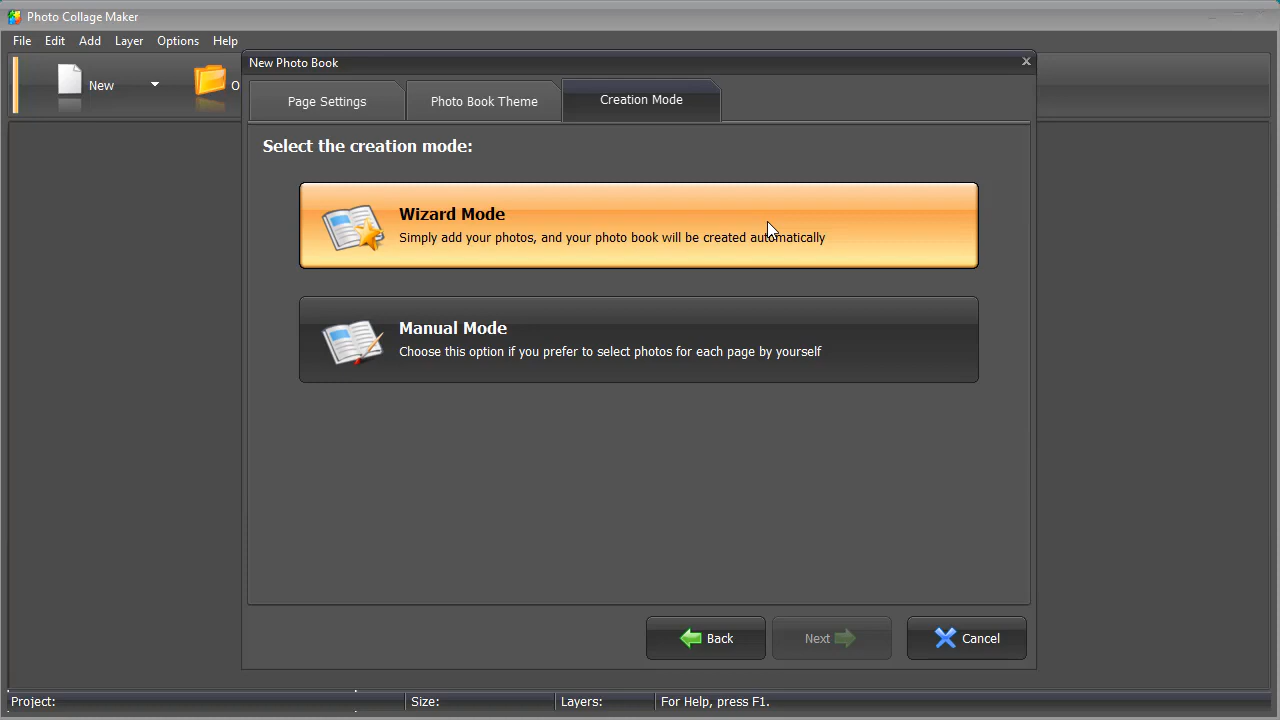 Photo Collage Maker
File Edit Add Layer Options Help
New O
New Photo Book
Page Settings Photo Book Theme Creation Mode
Select the creation mode:
Wizard Mode
Simply add your photos, and your photo book will be created automatically
Manual Mode
Choose this option if you prefer to select photos for each page by yourself
Back Next Cancel
Project: Size: Layers: For Help, press F1.